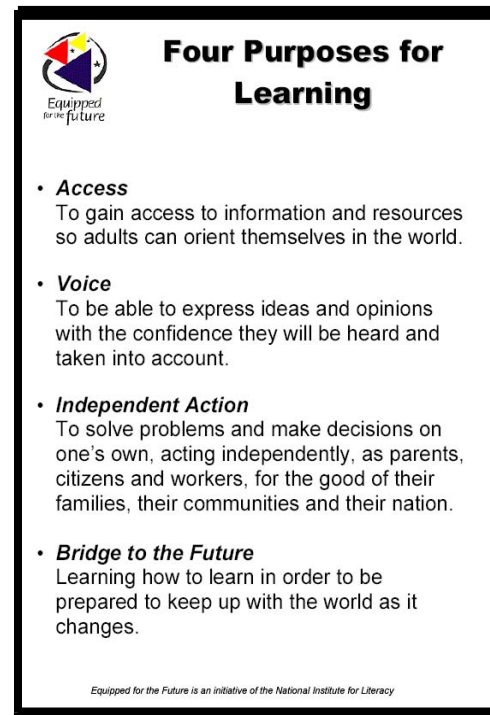 Four Purposes for
Learning
Equipped
for the future
• Access
To gain access to information and resources
so adults can orient themselves in the world.
• Voice
To be able to express ideas and opinions
with the confidence they will be heard and
taken into account.
• Independent Action
To solve problems and make decisions on
one's own, acting independently, as parents,
citizens and workers, for the good of their
families, their communities and their nation.
• Bridge to the Future
Learning how to learn in order to be
prepared to keep up with the world as it
changes.
Equipped for the Future is an initiative of the National Institute for Literacy